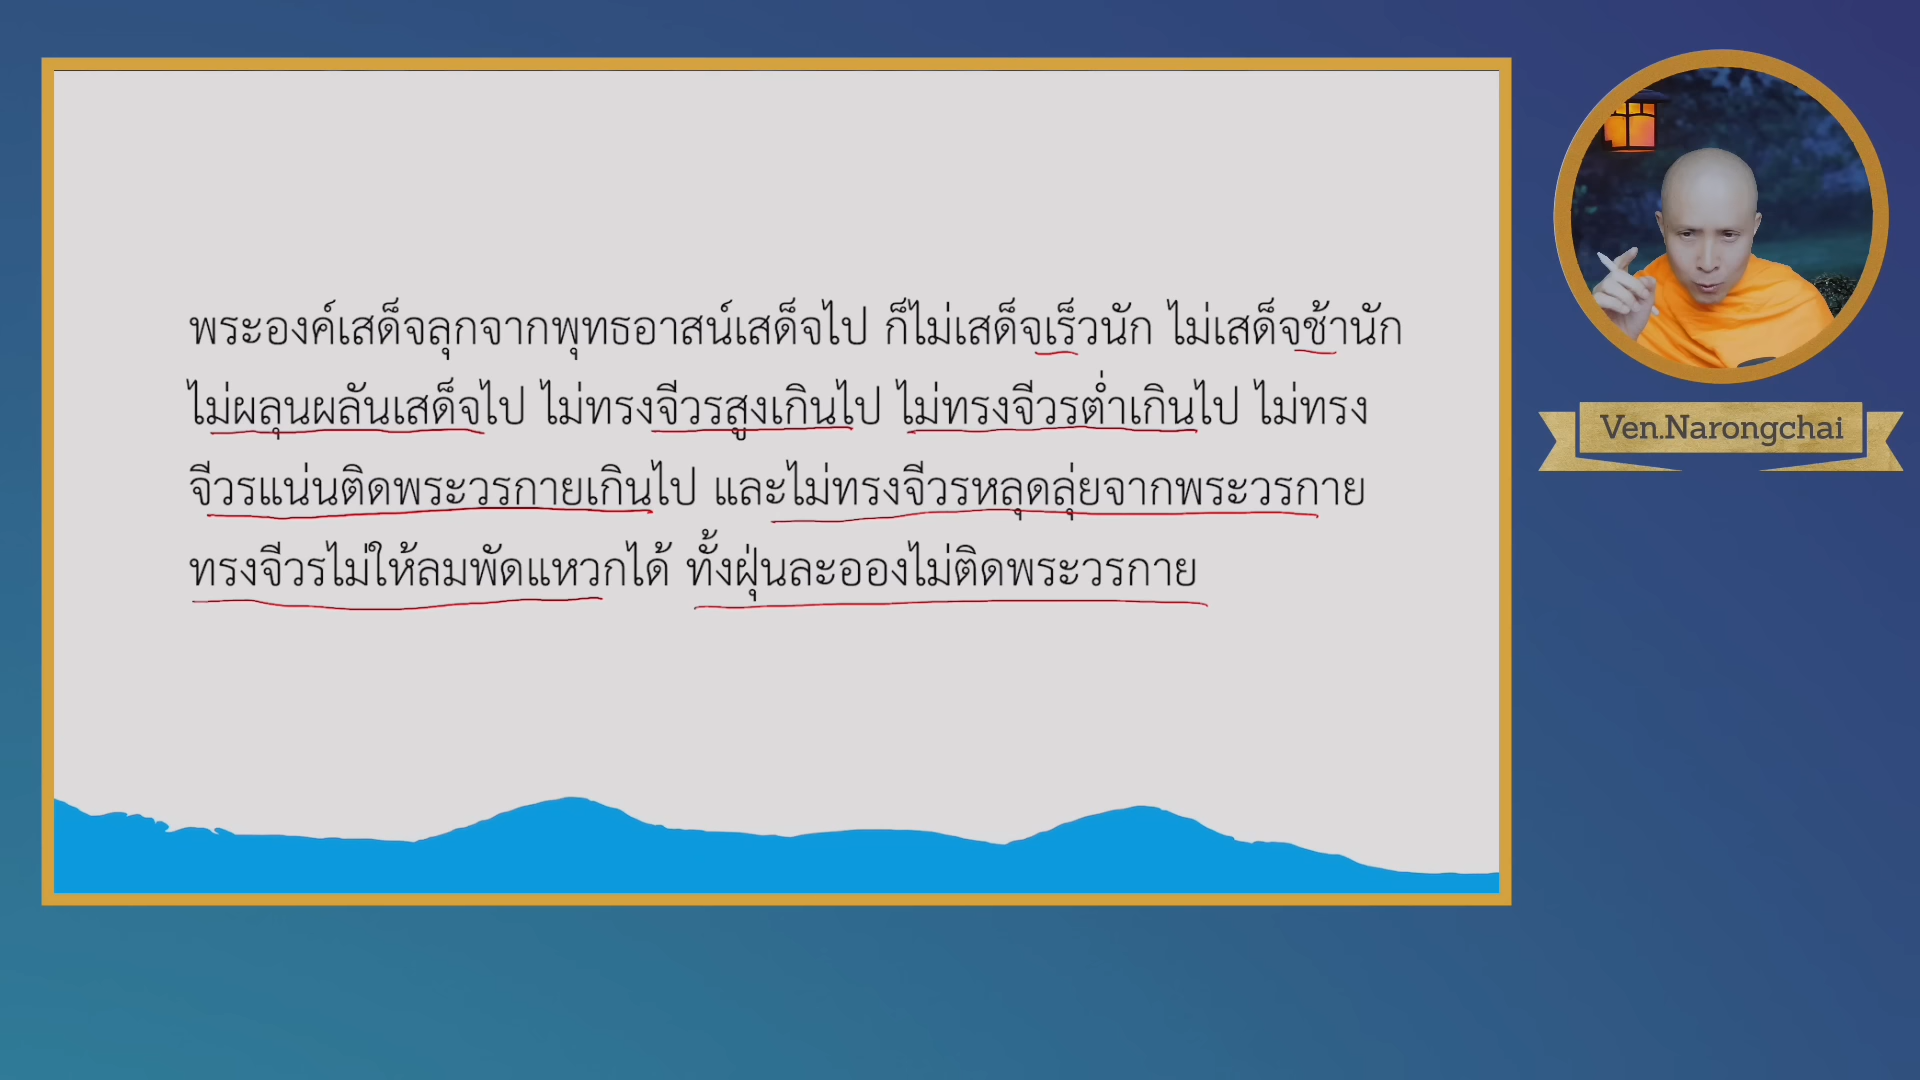 พระองค์เสด็จลุกจากพุทธอาสน์เสด็จไป ก็ไม่เสด็จเร็วนัก ไม่เสด็จช้านัก
ไม่ผลุนผลันเสด็จไป ไม่ทรงจีวรสูงเกินไป ไม่ทรงจีวรต่ำเกินไป ไม่ทรง
จีวรแน่นติดพระวรกายเกินไป และไม่ทรงจีวรหลุดลุ่ยจากพระวรกาย
ทรงจีวรไม่ให้ลมพัดแหวกได้ ทั้งฝุ่นละอองไม่ติดพระวรกาย
Ven.Narongchai